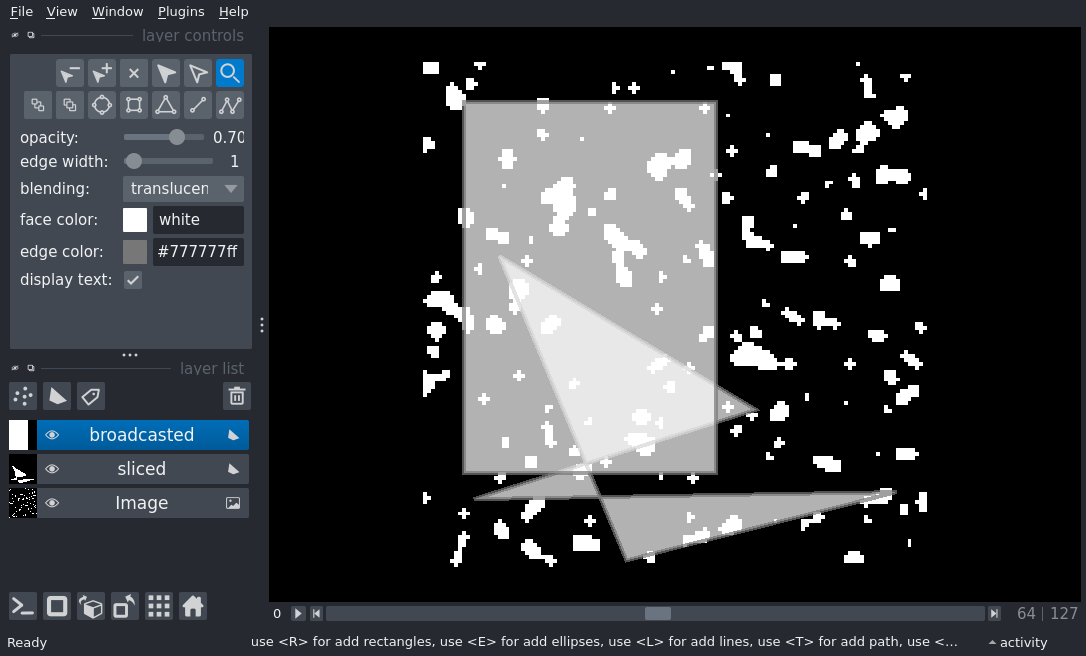 File View Window Plugins Help
layer controls
opacity: 0.70
edge width: 1
blending: translucen
face color: white
edge color: #777777ff
display text:
layer list
broadcasted
sliced
Image
0 64 | 127
Ready use <R> for add rectangles, use <E> for add ellipses, use <L> for add lines, use <T> for add path, use <... activity